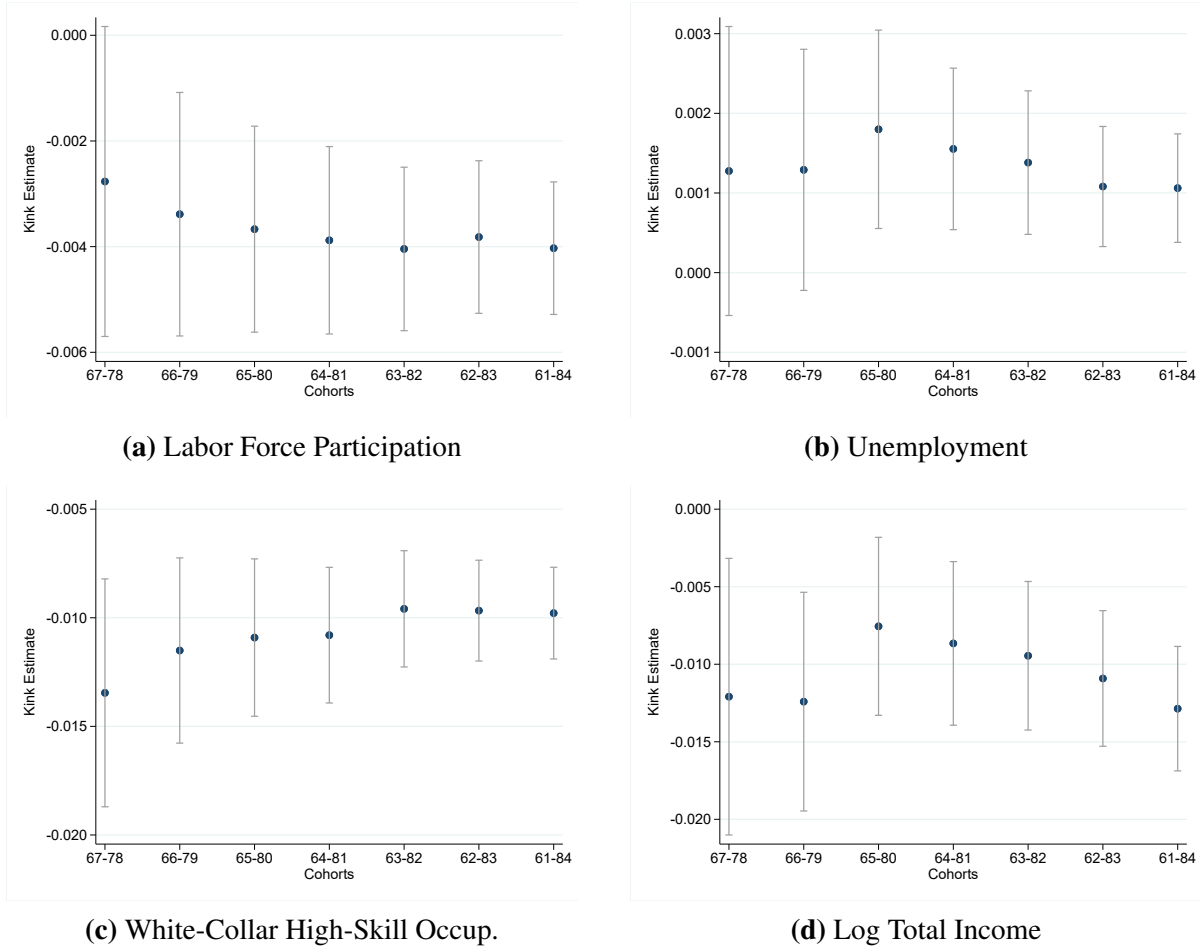 0.000
-0.002
-0.004
-0.006
Kink Estimate
67-78 66-79 65-80 64-81 63-82 62-83 61-84
Cohorts
(a) Labor Force Participation
0.003
0.002
0.001
0.000
-0.001
Kink Estimate
67-78 66-79 65-80 64-81 63-82 62-83 61-84
Cohorts
(b) Unemployment
-0.005
-0.010
-0.015
-0.020
Kink Estimate
67-78 66-79 65-80 64-81 63-82 62-83 61-84
Cohorts
(c) White-Collar High-Skill Occup.
0.000
-0.005
-0.010
-0.015
-0.020
Kink Estimate
67-78 66-79 65-80 64-81 63-82 62-83 61-84
Cohorts
(d) Log Total Income